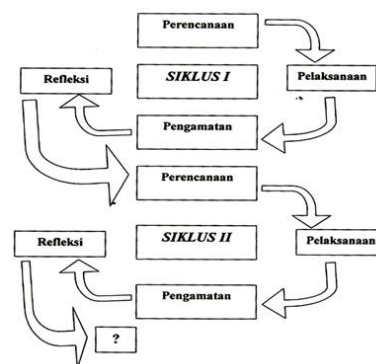 Perencanaan
Refleksi
SIKLUS I
Pelaksanaan
Pengamatan
Perencanaan
Refleksi
SIKLUS II
Pelaksanaan
Pengamatan
?